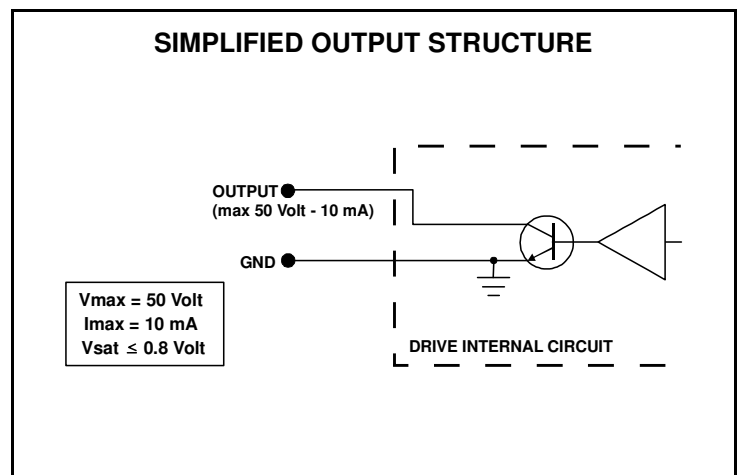 SIMPLIFIED OUTPUT STRUCTURE
OUTPUT
(max 50 Volt - 10 mA)
GND
Vmax = 50 Volt
Imax = 10 mA
Vsat ≤ 0.8 Volt
DRIVE INTERNAL CIRCUIT